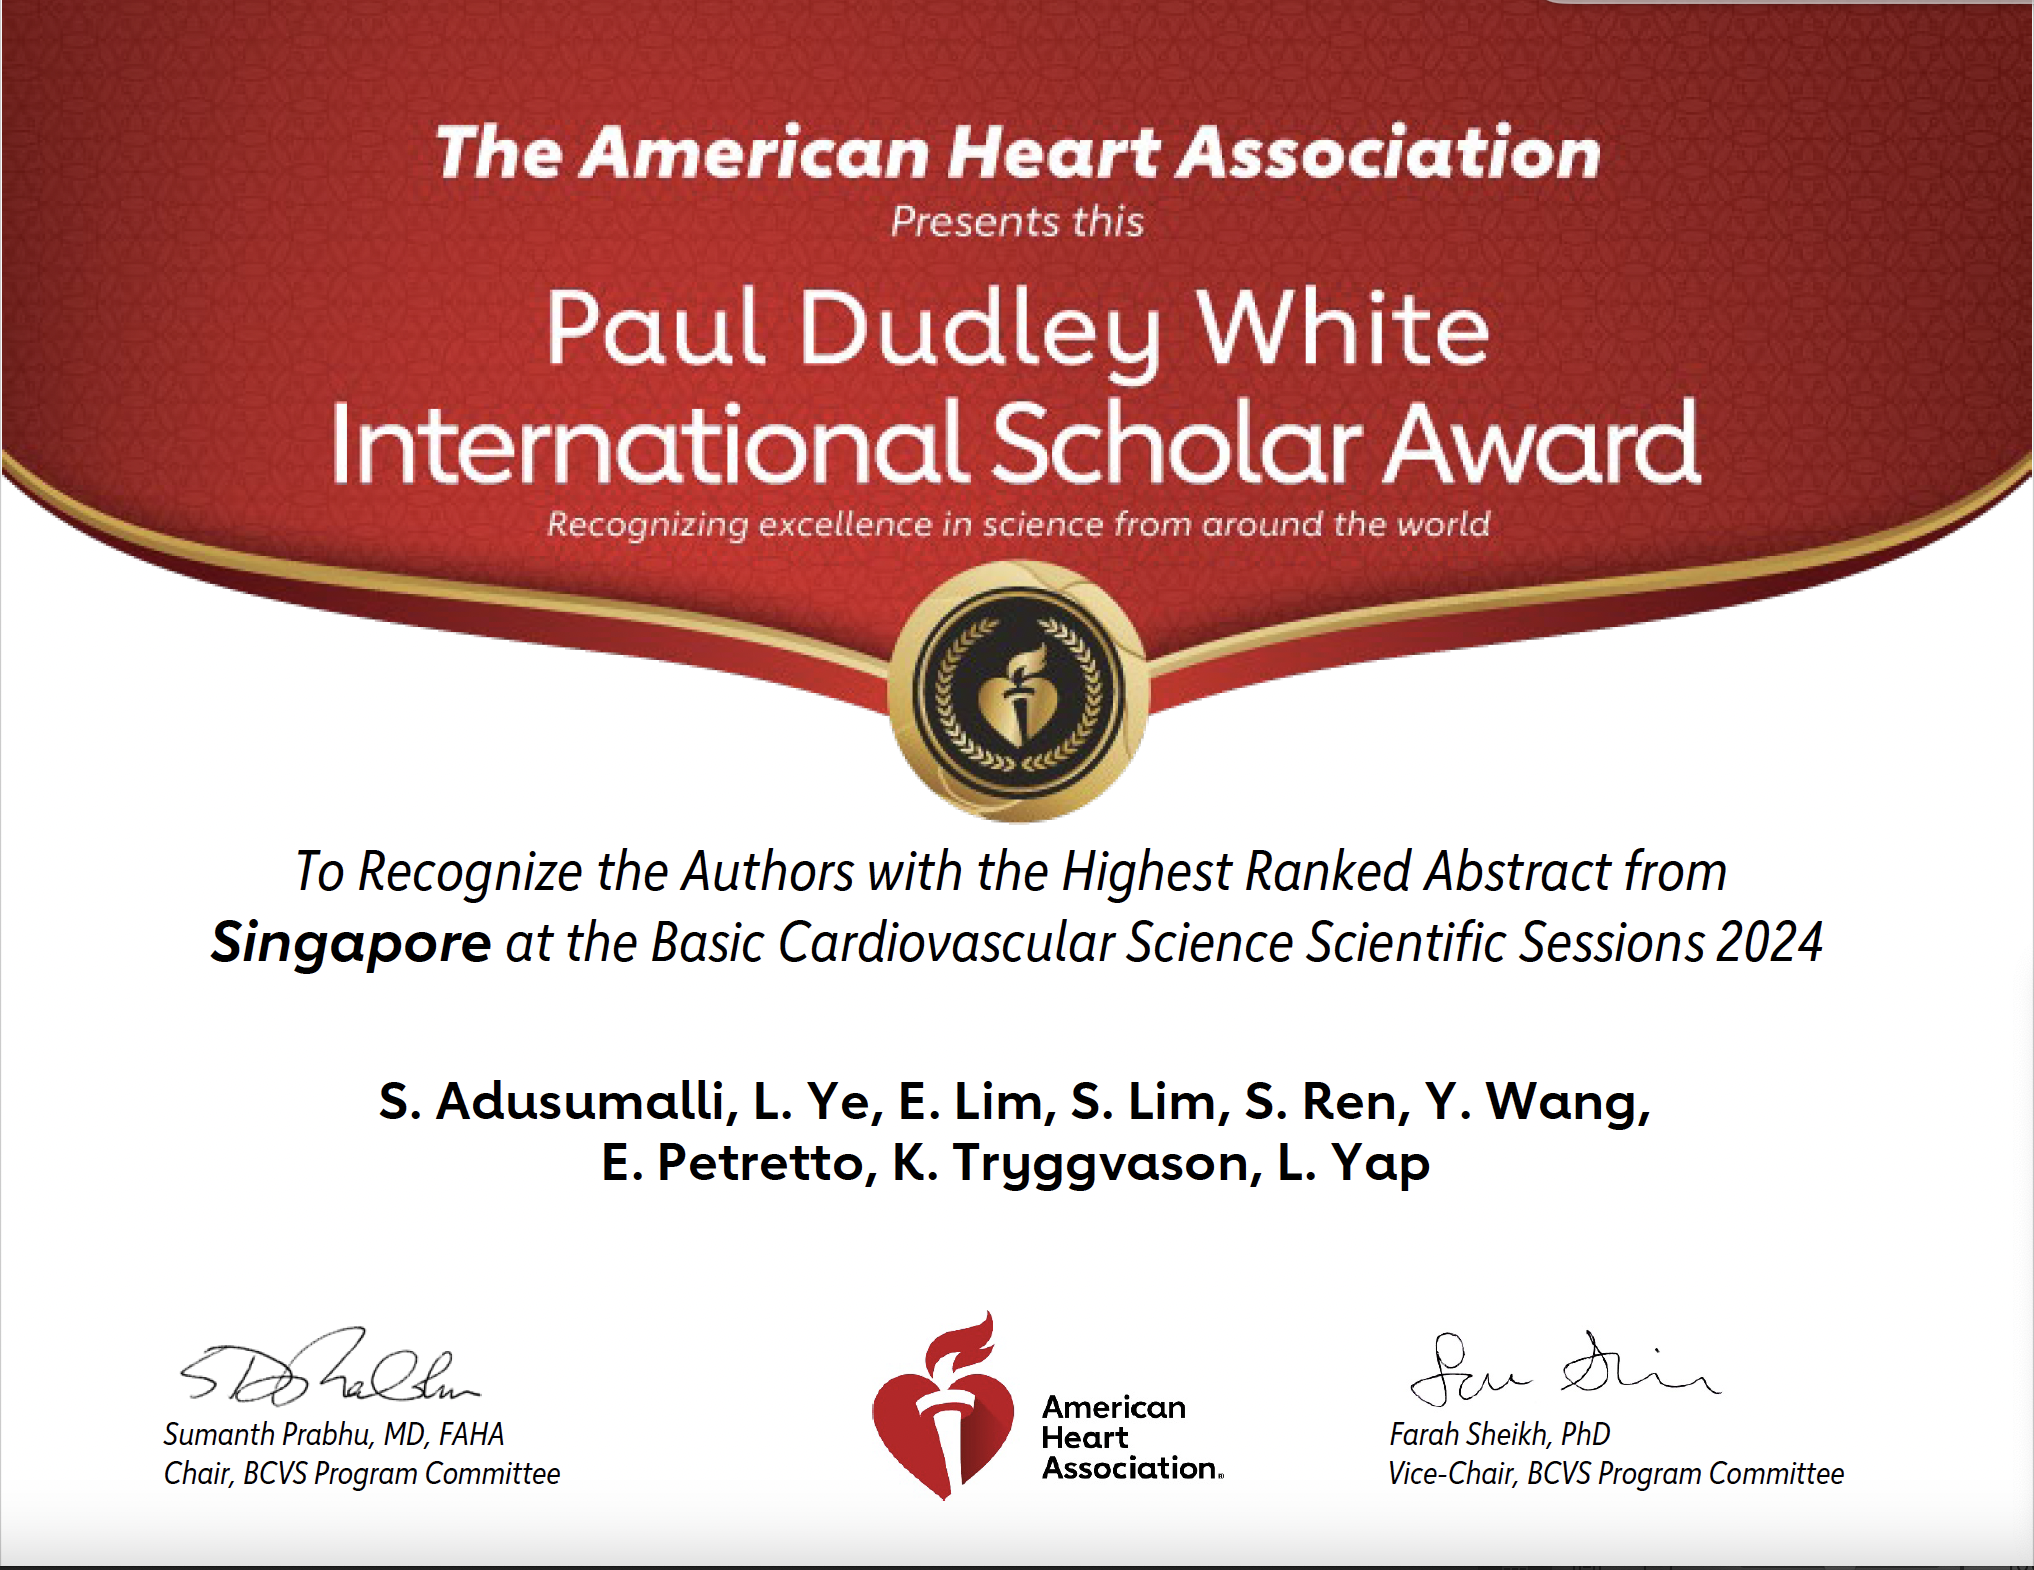 The American Heart Association
Presents this
Paul Dudley White
International Scholar Award
Recognizing excellence in science from around the world
To Recognize the Authors with the Highest Ranked Abstract from
Singapore at the Basic Cardiovascular Science Scientific Sessions 2024
S. Adusumalli, L. Ye, E. Lim, S. Lim, S. Ren, Y. Wang,
E. Petretto, K. Tryggvason, L. Yap
Sumanth Prabhu, MD, FAHA
Chair, BCVS Program Committee
American
Heart
Association®
Farah Sheikh, PhD
Vice-Chair, BCVS Program Committee